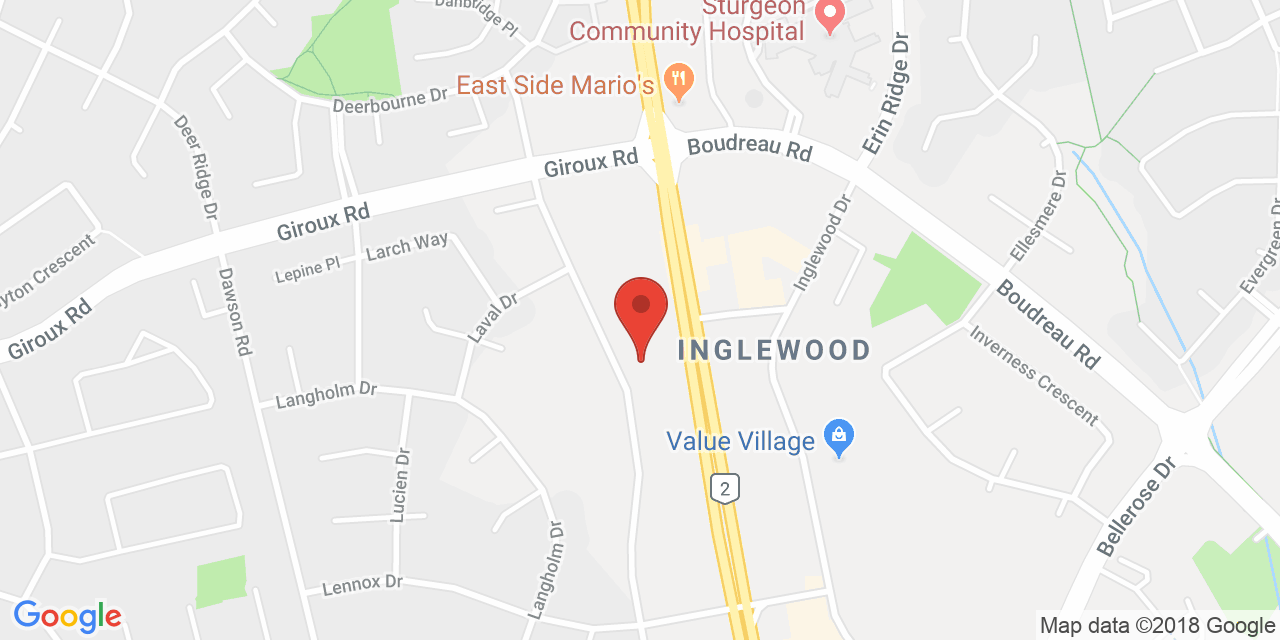 Danbridge Pl
Sturgeon
Community Hospital
East Side Mario's
Deerbourne Dr
Erin Ridge Dr
Boudreau Rd
Giroux Rd
Deer Ridge Dr
Giroux Rd
Larch Way
Lepine Pl
Inglewood Dr
Ellesmere Dr
Evergreen Dr
yton Crescent
Giroux Rd
Dawson Rd
Laval Dr
Boudreau Rd
INGLEWOOD
Inverness Crescent
Langholm Dr
Value Village
Lucien Dr
2
Bellerose Dr
Langholm Dr
Lennox Dr
Google
Map data ©2018 Google